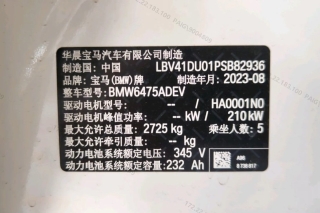 华晨宝马汽车有限公司制造
制造国: 中国 LBV41DU01PSB82936
品牌: 宝马(BMW)牌 制造年月: 2023-08
整车型号: BMW6475ADEV
驱动电机型号: --/ HA0001N0
驱动电机峰值功率: -- kW / 210 kW
最大允许总质量: 2725 kg 乘坐人数: 5
最大允许牵引质量: -- kg
动力电池系统额定电压: 345 V
动力电池系统额定容量: 232 Ah